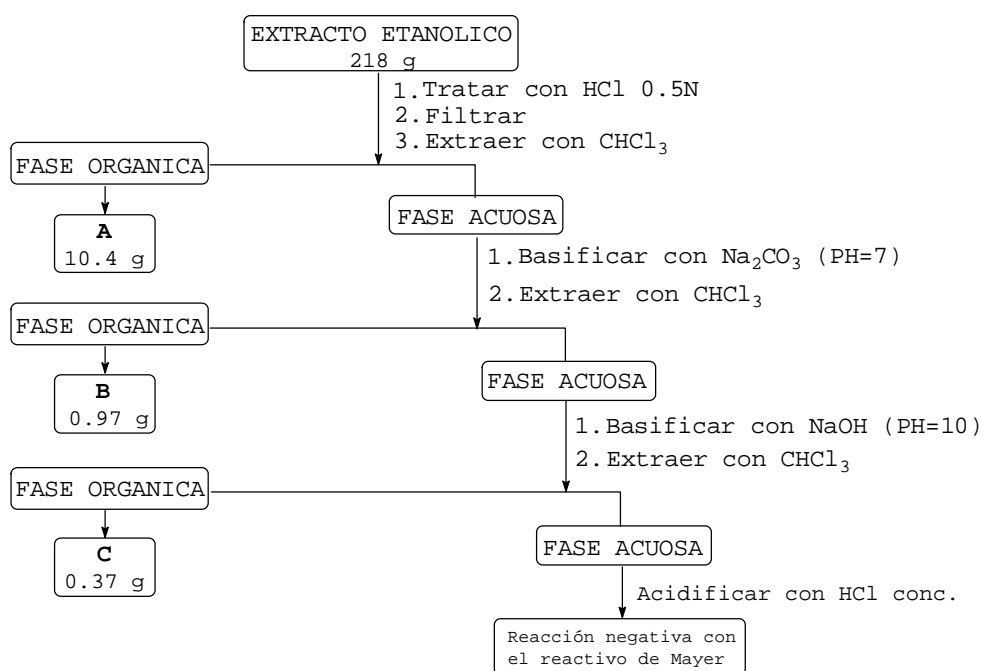 EXTRACTO ETANOLICO
218 g
1.Tratar con HCl 0.5N
2.Filtrar
3.Extraer con CHCl₃
FASE ORGANICA
A
10.4 g
FASE ACUOSA
1.Basificar con Na₂CO₃ (PH=7)
2.Extraer con CHCl₃
FASE ORGANICA
B
0.97 g
FASE ACUOSA
1.Basificar con NaOH (PH=10)
2.Extraer con CHCl₃
FASE ORGANICA
C
0.37 g
FASE ACUOSA
Acidificar con HCl conc.
Reacción negativa con
el reactivo de Mayer